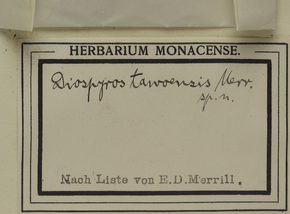 HERBARIUM MONACENSE.
Diospyros tawoensis Merr.
sp. n.
Nach Liste von E.D.Merrill.